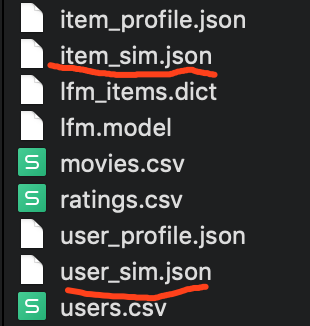 item_profile.json
item_sim.json
lfm_items.dict
lfm.model
S movies.csv
S ratings.csv
user_profile.json
user_sim.json
S users.csv